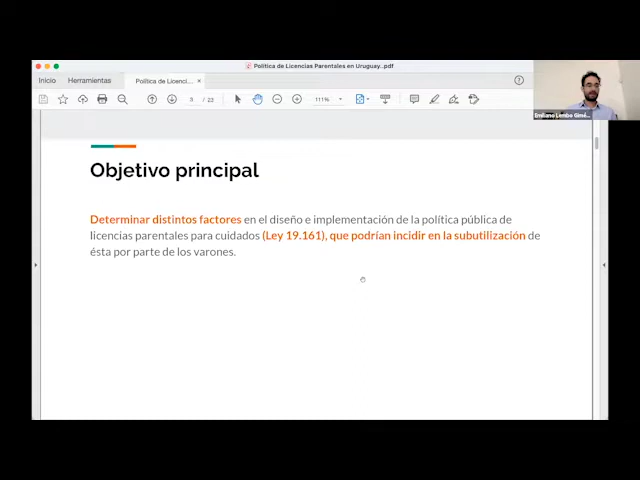 Política de Licencias Parentales en Uruguay..pdf
Inicio
Herramientas
Política de Licenci...
3 / 22
111%
Emiliano Lembo Gimé...
Objetivo principal
Determinar distintos factores en el diseño e implementación de la política pública de
licencias parentales para cuidados (Ley 19.161), que podrían incidir en la subutilización de
ésta por parte de los varones.